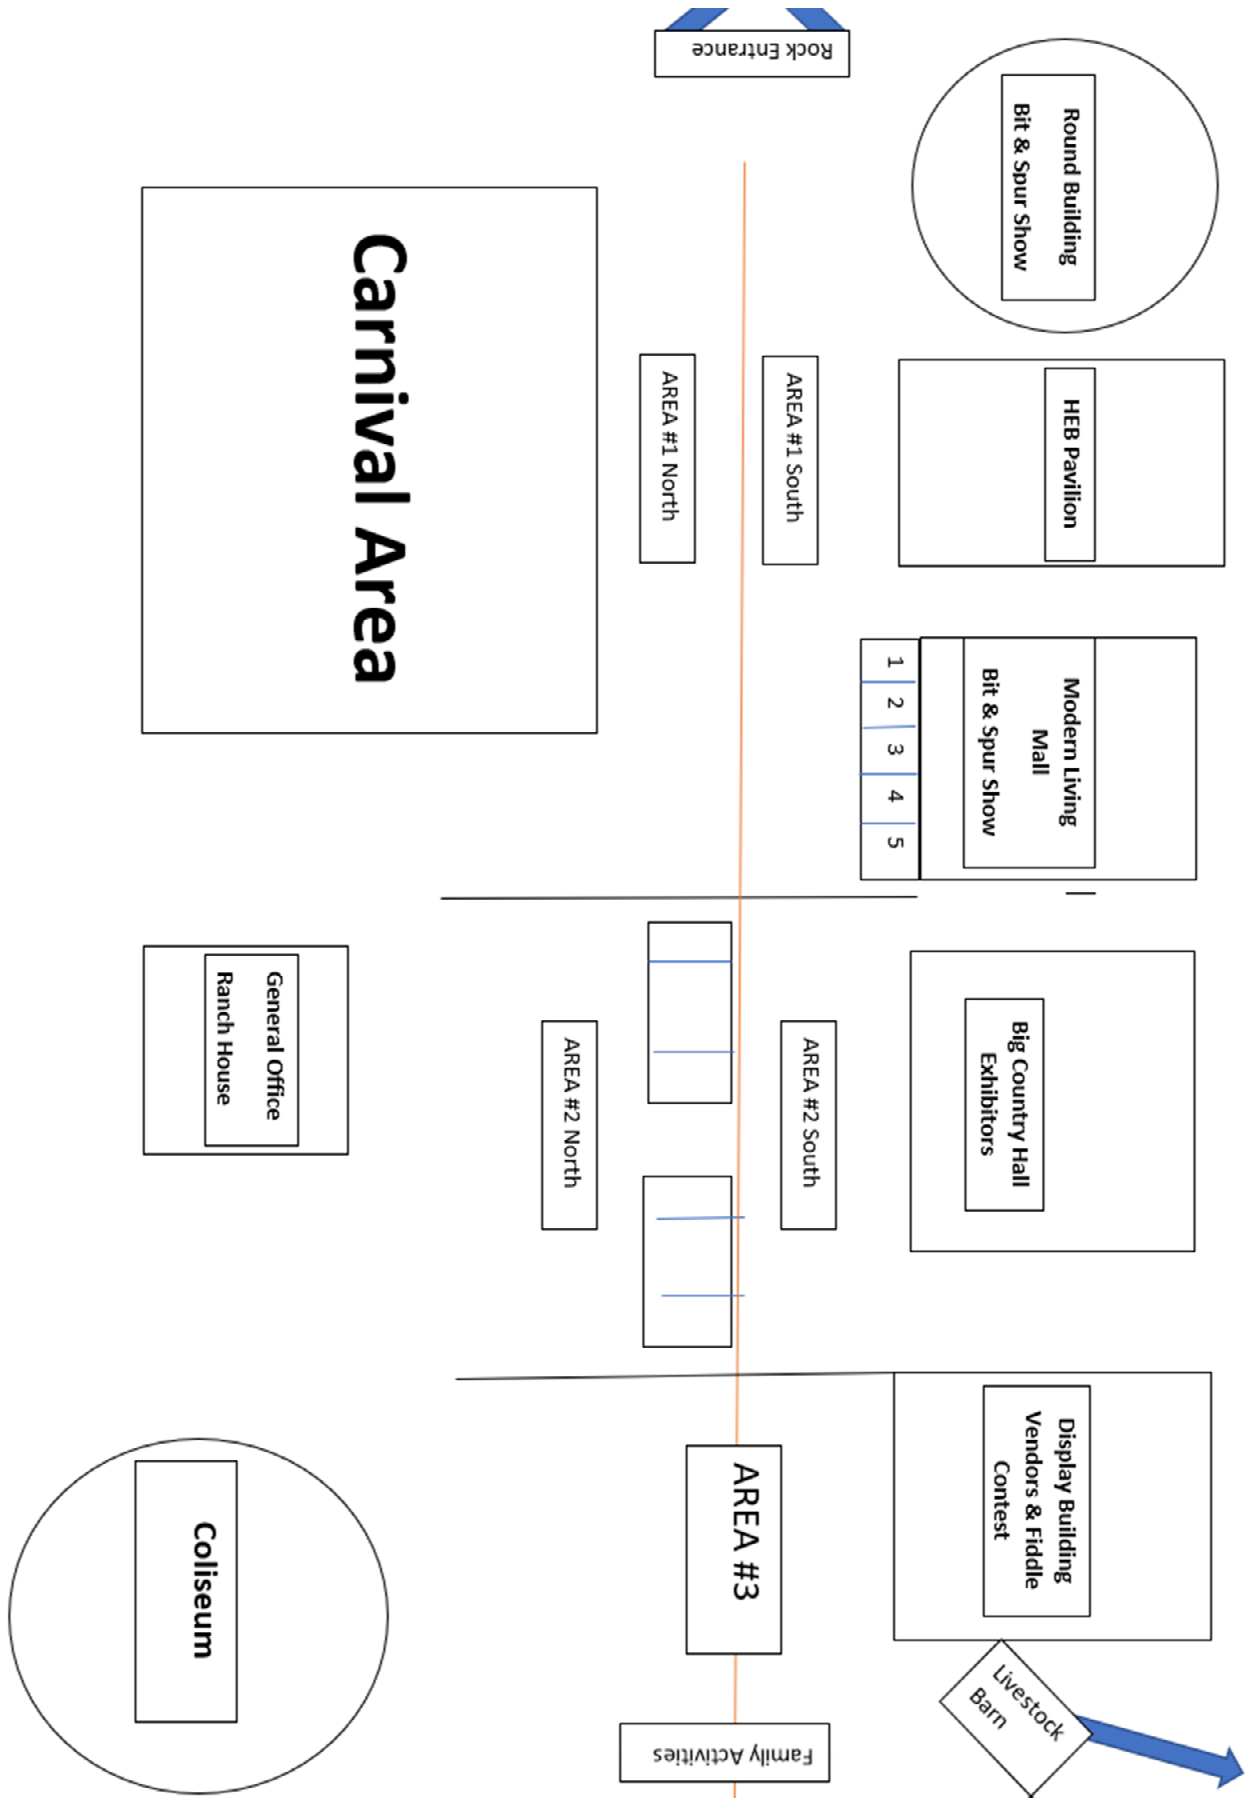 Rock Entrance
Round Building
Bit & Spur Show
Carnival Area
AREA #1 North
AREA #1 South
HEB Pavilion
1
2
3
4
5
Modern Living
Mall
Bit & Spur Show
General Office
Ranch House
AREA #2 North
AREA #2 South
Big Country Hall
Exhibitors
Coliseum
AREA #3
Display Building
Vendors & Fiddle
Contest
Livestock
Barn
Family Activities